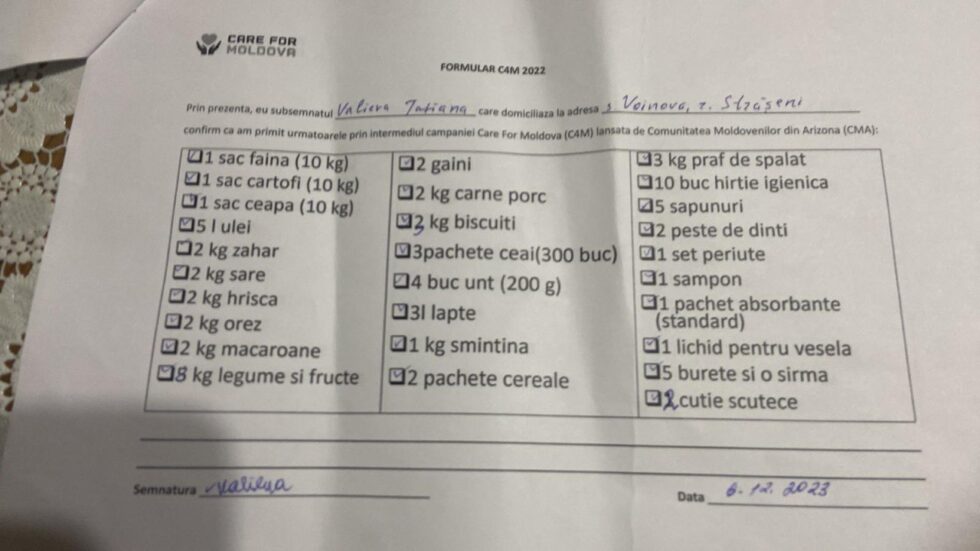 CARE FOR
MOLDOVA
FORMULAR C4M 2022
Prin prezenta, eu subsemnatul Valieva Tatiana care domiciliaza la adresa s. Voinova, r. Străşeni
confirm ca am primit urmatoarele prin intermediul campaniei Care For Moldova (C4M) lansata de Comunitatea Moldovenilor din Arizona (CMA):
1 sac faina (10 kg)
1 sac cartofi (10 kg)
1 sac ceapa (10 kg)
5 l ulei
2 kg zahar
2 kg sare
2 kg hrisca
2 kg orez
2 kg macaroane
8 kg legume si fructe
2 gaini
2 kg carne porc
3 kg biscuiti
3pachete ceai(300 buc)
4 buc unt (200 g)
3l lapte
1 kg smintina
2 pachete cereale
3 kg praf de spalat
10 buc hirtie igienica
5 sapunuri
2 peste de dinti
1 set periute
1 sampon
1 pachet absorbante
(standard)
1 lichid pentru vesela
5 burete si o sirma
2 cutie scutece
Semnatura
Data 6.12.2023